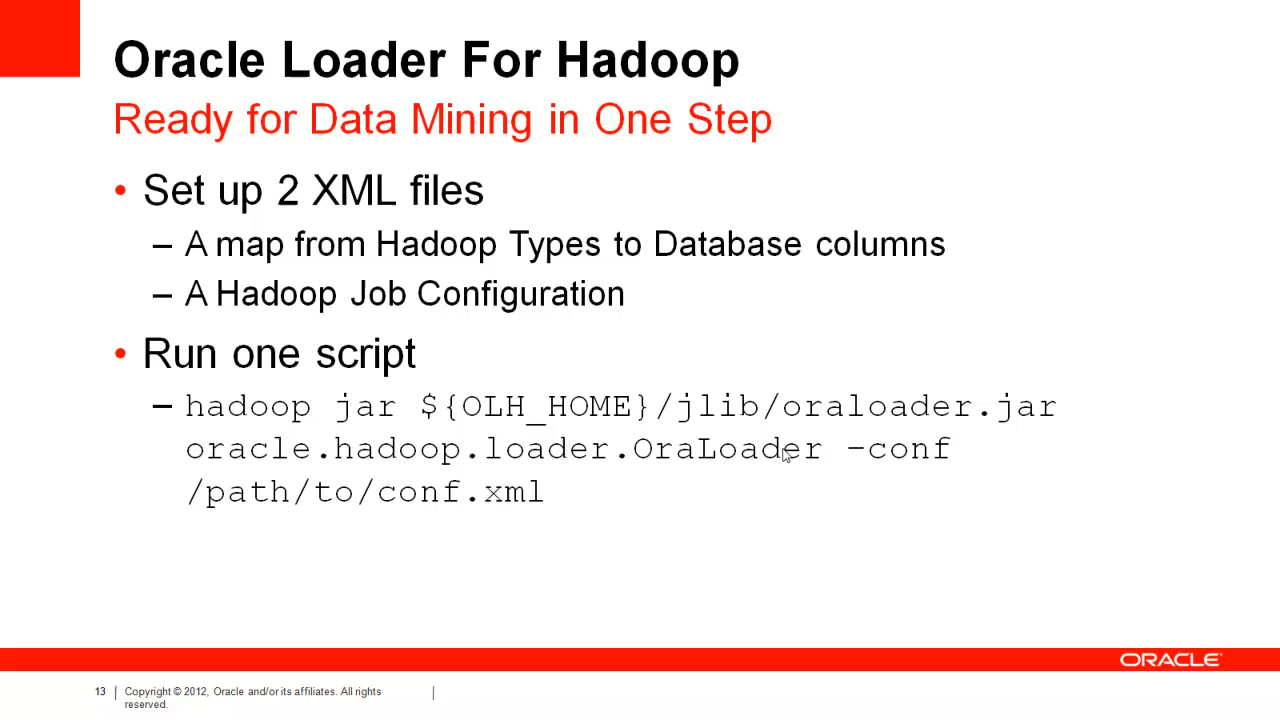 Oracle Loader For Hadoop
Ready for Data Mining in One Step
• Set up 2 XML files
– A map from Hadoop Types to Database columns
– A Hadoop Job Configuration
• Run one script
– hadoop jar ${OLH_HOME}/jlib/oraloader.jar
oracle.hadoop.loader.OraLoader –conf
/path/to/conf.xml
ORACLE®
13 | Copyright © 2012, Oracle and/or its affiliates. All rights |
reserved.